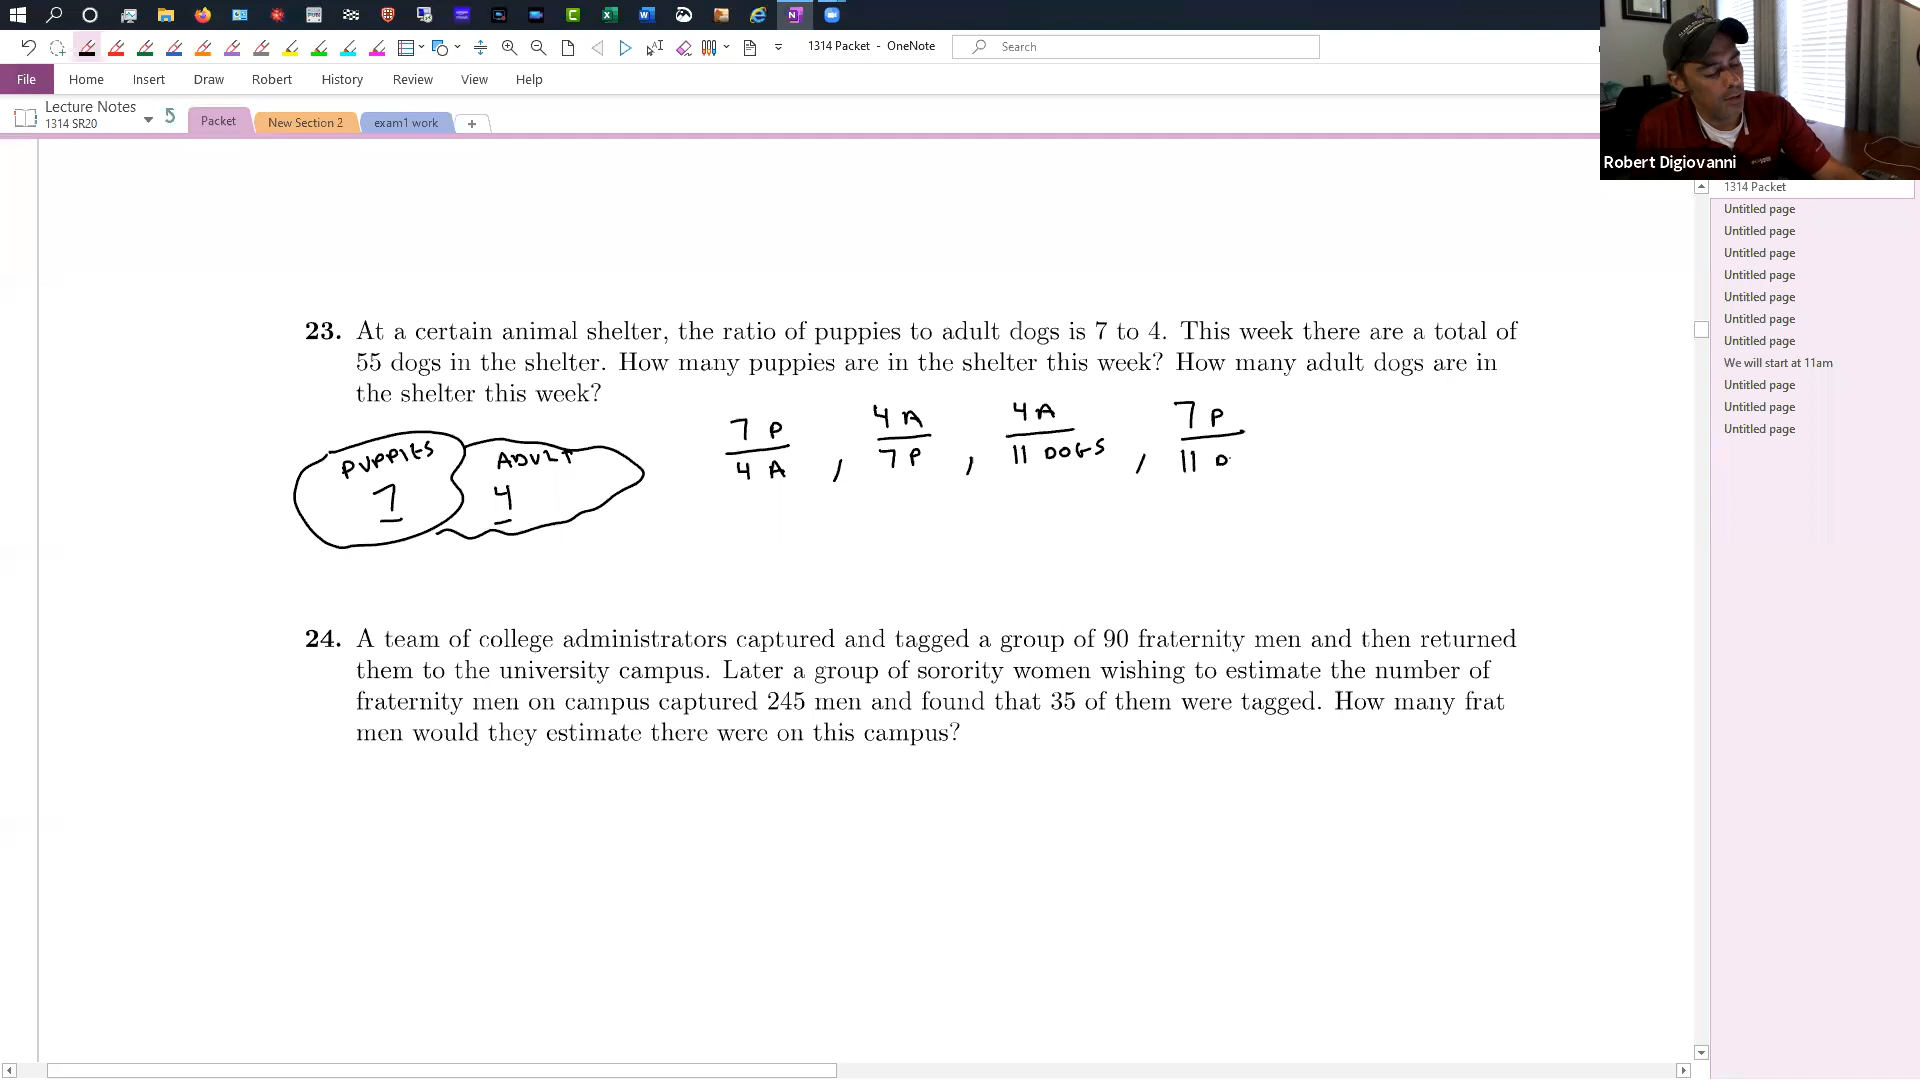 1314 Packet - OneNote
Search
File Home Insert Draw Robert History Review View Help
Lecture Notes
1314 SR20
Packet
New Section 2
exam1 work
Robert Digiovanni
1314 Packet
Untitled page
Untitled page
Untitled page
Untitled page
Untitled page
Untitled page
Untitled page
We will start at 11am
Untitled page
Untitled page
Untitled page
23. At a certain animal shelter, the ratio of puppies to adult dogs is 7 to 4. This week there are a total of
55 dogs in the shelter. How many puppies are in the shelter this week? How many adult dogs are in
the shelter this week?
PUPPIES ADULT
7 4
7 P
4 A
,
4 A
7 P
,
4 A
11 DOGS
,
7 P
11 D
24. A team of college administrators captured and tagged a group of 90 fraternity men and then returned
them to the university campus. Later a group of sorority women wishing to estimate the number of
fraternity men on campus captured 245 men and found that 35 of them were tagged. How many frat
men would they estimate there were on this campus?